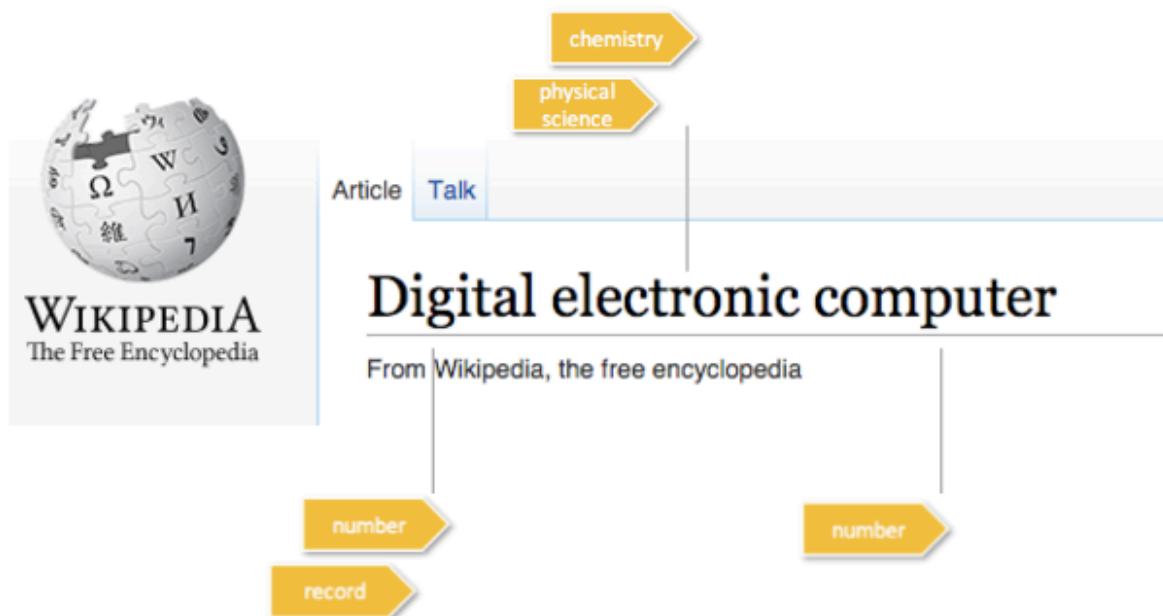 chemistry
physical
science
Article Talk
Digital electronic computer
WIKIPEDIA
The Free Encyclopedia
From Wikipedia, the free encyclopedia
number
number
record